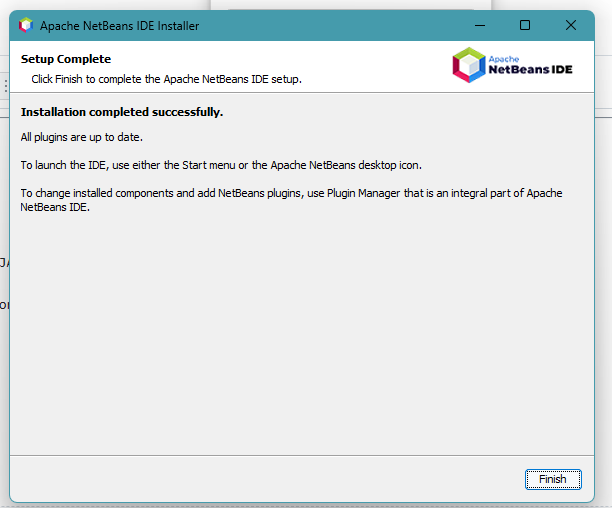 Apache NetBeans IDE Installer
Setup Complete
Click Finish to complete the Apache NetBeans IDE setup.
Apache
NetBeans IDE
Installation completed successfully.
All plugins are up to date.
To launch the IDE, use either the Start menu or the Apache NetBeans desktop icon.
To change installed components and add NetBeans plugins, use Plugin Manager that is an integral part of Apache
NetBeans IDE.
Finish